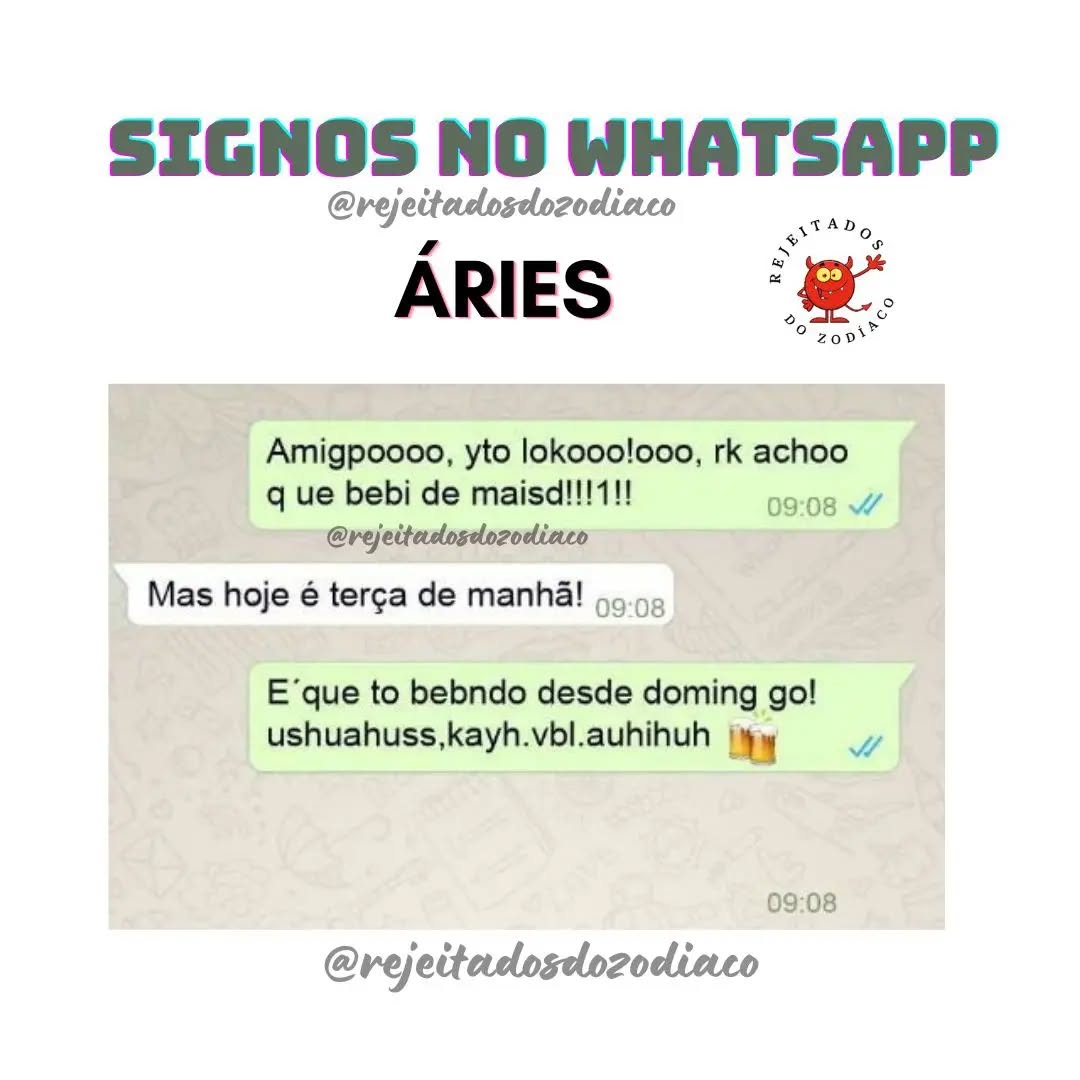 SIGNOS NO WHATSAPP
@rejeitadosdozodiaco
ÁRIES
REJEITADOS
DO ZODÍACO
Amigpoooo, yto lokooo!ooo, rk achoo
q ue bebi de maisd!!!1!!
09:08
@rejeitadosdozodiaco
Mas hoje é terça de manhã!
09:08
E´que to bebndo desde doming go!
ushuahuss,kayh.vbl.auhihuh
09:08
@rejeitadosdozodiaco